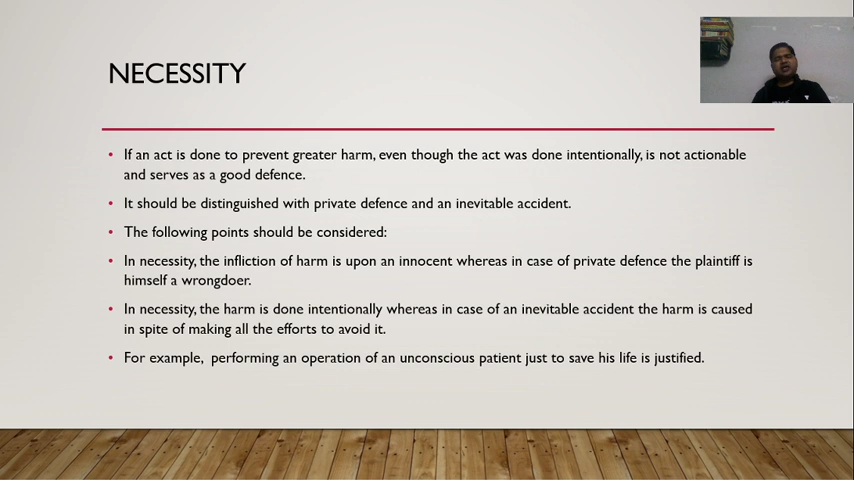 NECESSITY
• If an act is done to prevent greater harm, even though the act was done intentionally, is not actionable
and serves as a good defence.
• It should be distinguished with private defence and an inevitable accident.
• The following points should be considered:
• In necessity, the infliction of harm is upon an innocent whereas in case of private defence the plaintiff is
himself a wrongdoer.
• In necessity, the harm is done intentionally whereas in case of an inevitable accident the harm is caused
in spite of making all the efforts to avoid it.
• For example, performing an operation of an unconscious patient just to save his life is justified.